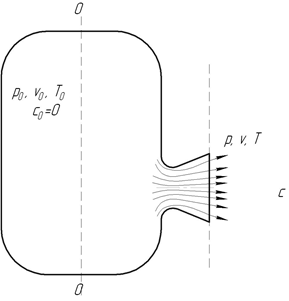 0
p₀, v₀, T₀
c₀=0
p, v, T
c
0